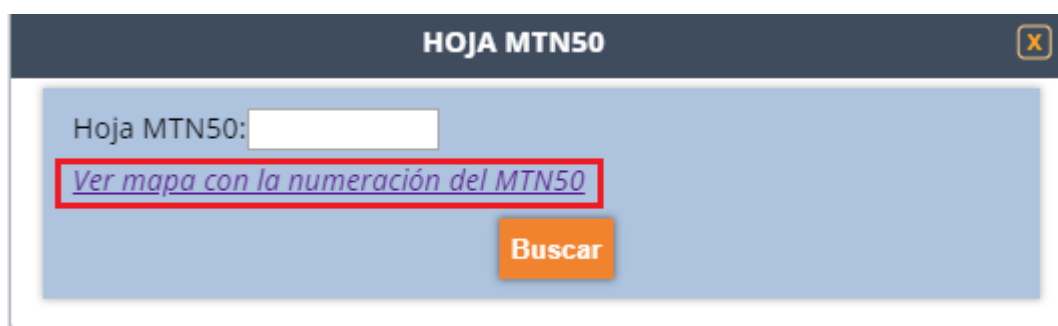 HOJA MTN50
X
Hoja MTN50:
Ver mapa con la numeración del MTN50
Buscar